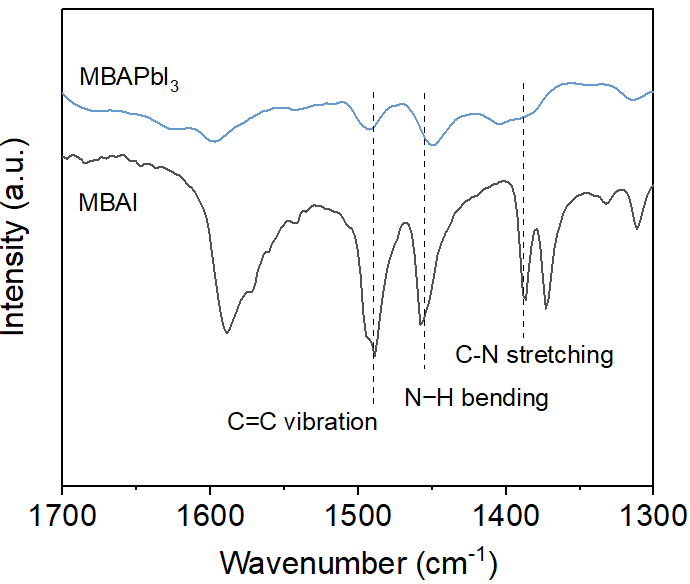 MBAPbI₃
MBAI
Intensity (a.u.)
C-N stretching
N−H bending
C=C vibration
1700 1600 1500 1400 1300
Wavenumber (cm⁻¹)